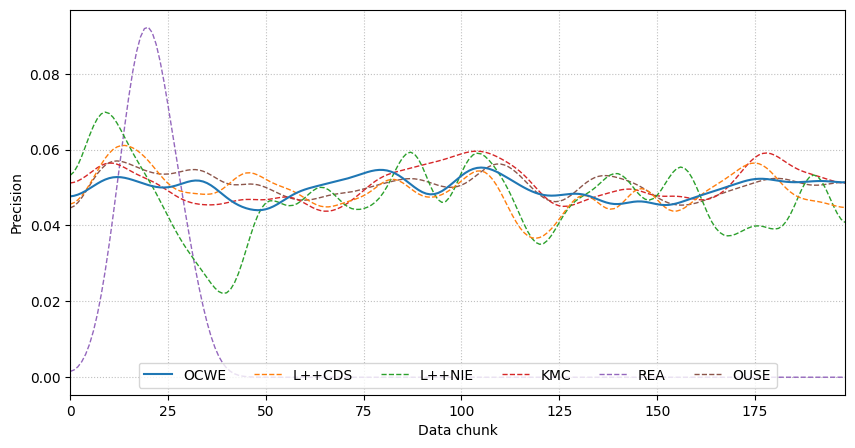 Precision
0.08
0.06
0.04
0.02
0.00
OCWE L++CDS L++NIE KMC REA OUSE
0 25 50 75 100 125 150 175
Data chunk